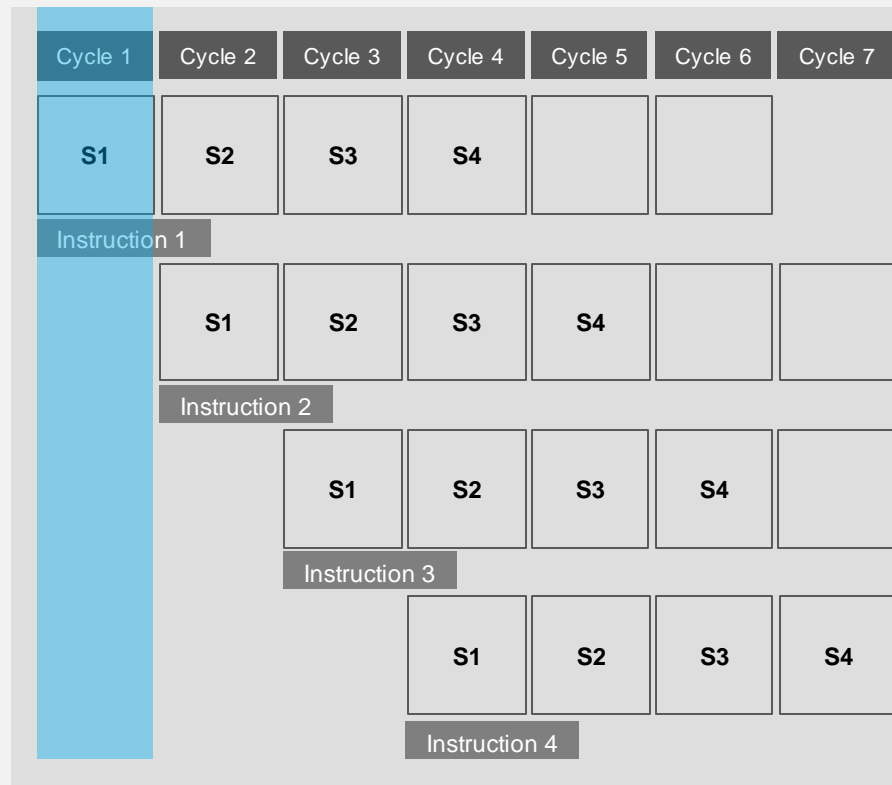 Cycle 1 Cycle 2 Cycle 3 Cycle 4 Cycle 5 Cycle 6 Cycle 7
S1 S2 S3 S4
Instruction 1
S1 S2 S3 S4
Instruction 2
S1 S2 S3 S4
Instruction 3
S1 S2 S3 S4
Instruction 4